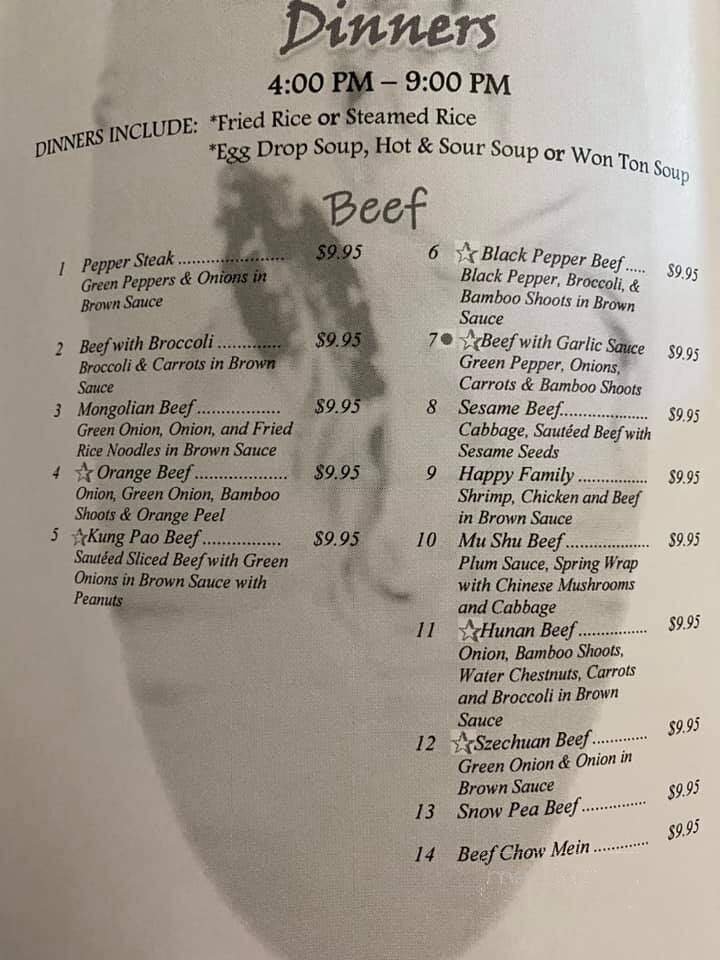 Dinners
4:00 PM – 9:00 PM
DINNERS INCLUDE: *Fried Rice or Steamed Rice
*Egg Drop Soup, Hot & Sour Soup or Won Ton Soup
Beef
1 Pepper Steak ...................... $9.95
Green Peppers & Onions in
Brown Sauce
2 Beef with Broccoli ............. $9.95
Broccoli & Carrots in Brown
Sauce
3 Mongolian Beef ................. $9.95
Green Onion, Onion, and Fried
Rice Noodles in Brown Sauce
4 ☆ Orange Beef ................... $9.95
Onion, Green Onion, Bamboo
Shoots & Orange Peel
5 ☆Kung Pao Beef ................ $9.95
Sautéed Sliced Beef with Green
Onions in Brown Sauce with
Peanuts
6 ☆ Black Pepper Beef ..... $9.95
Black Pepper, Broccoli, &
Bamboo Shoots in Brown
Sauce
7● ☆Beef with Garlic Sauce $9.95
Green Pepper, Onions,
Carrots & Bamboo Shoots
8 Sesame Beef.................. $9.95
Cabbage, Sautéed Beef with
Sesame Seeds
9 Happy Family .............. $9.95
Shrimp, Chicken and Beef
in Brown Sauce
10 Mu Shu Beef................. $9.95
Plum Sauce, Spring Wrap
with Chinese Mushrooms
and Cabbage
11 ☆Hunan Beef .............. $9.95
Onion, Bamboo Shoots,
Water Chestnuts, Carrots
and Broccoli in Brown
Sauce
12 ☆Szechuan Beef ........... $9.95
Green Onion & Onion in
Brown Sauce
13 Snow Pea Beef ............. $9.95
14 Beef Chow Mein ........... $9.95